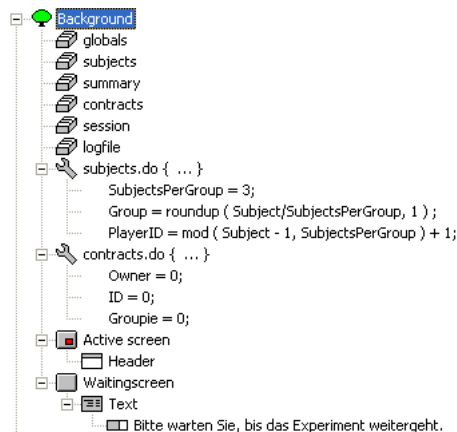 Background
globals
subjects
summary
contracts
session
logfile
subjects.do { ... }
SubjectsPerGroup = 3;
Group = roundup ( Subject/SubjectsPerGroup, 1 ) ;
PlayerID = mod ( Subject - 1, SubjectsPerGroup ) + 1;
contracts.do { ... }
Owner = 0;
ID = 0;
Groupie = 0;
Active screen
Header
Waitingscreen
Text
Bitte warten Sie, bis das Experiment weitergeht.